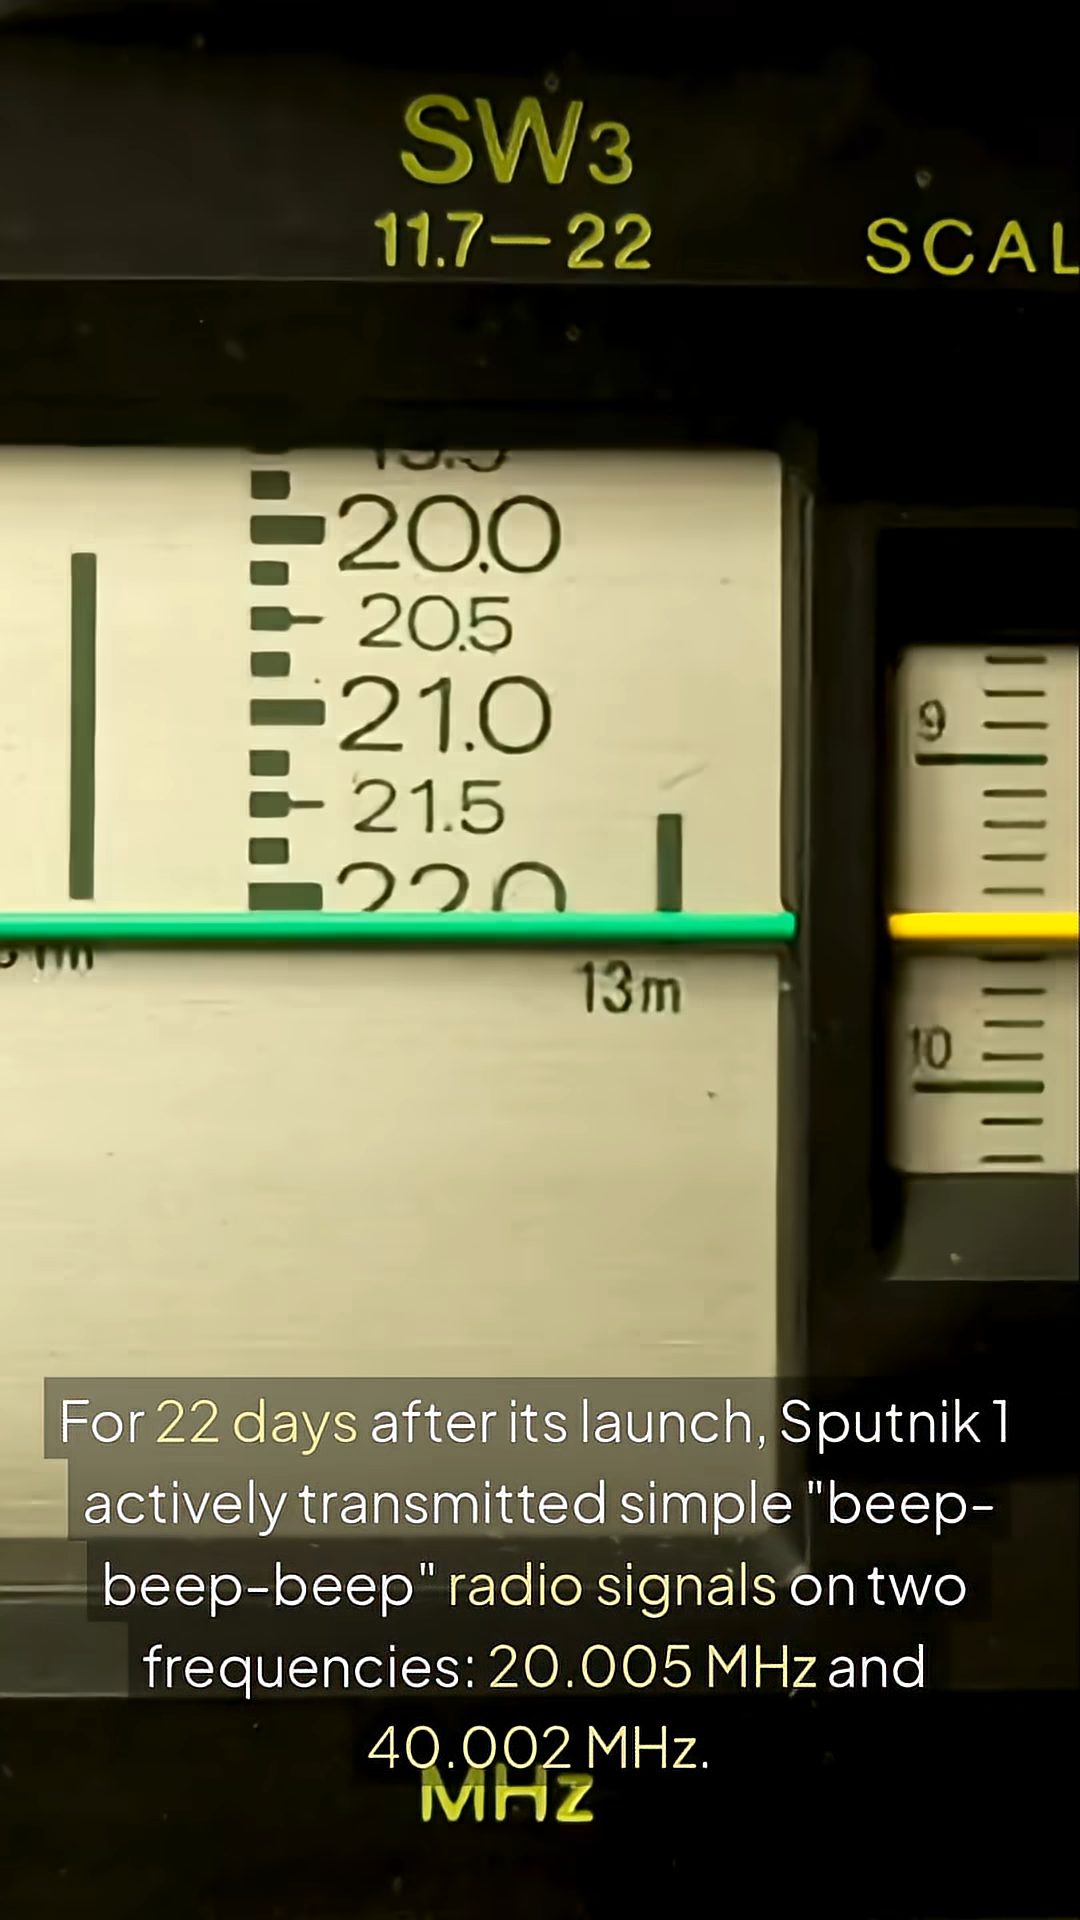 SW3
11.7—22
SCAL
20.0
20.5
21.0
21.5
22.0
13m
9
10
For 22 days after its launch, Sputnik 1
actively transmitted simple "beep-
beep-beep" radio signals on two
frequencies: 20.005 MHz and
40.002 MHz.
MHz